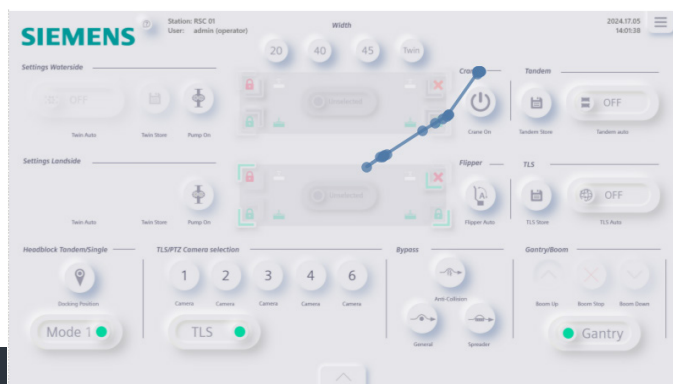 SIEMENS
Station: RSC 01
User: admin (operator)
Width
2024.17.05
14:01:38
20
40
45
Twin
Settings Waterside
OFF
Twin Auto
Twin Store
Pump On
Unselected
Crane
Crane On
Tandem
Tandem Store
OFF
Tandem auto
Settings Landside
Twin Auto
Twin Store
Pump On
Unselected
Flipper
Flipper Auto
TLS
TLS Store
OFF
TLS Auto
Headblock Tandem/Single
Docking Position
Mode 1
TLS/PTZ Camera selection
1
2
3
4
6
Camera
Camera
Camera
Camera
Camera
TLS
Bypass
Anti-Collision
General
Spreader
Gantry/Boom
Boom Up
Boom Stop
Boom Down
Gantry